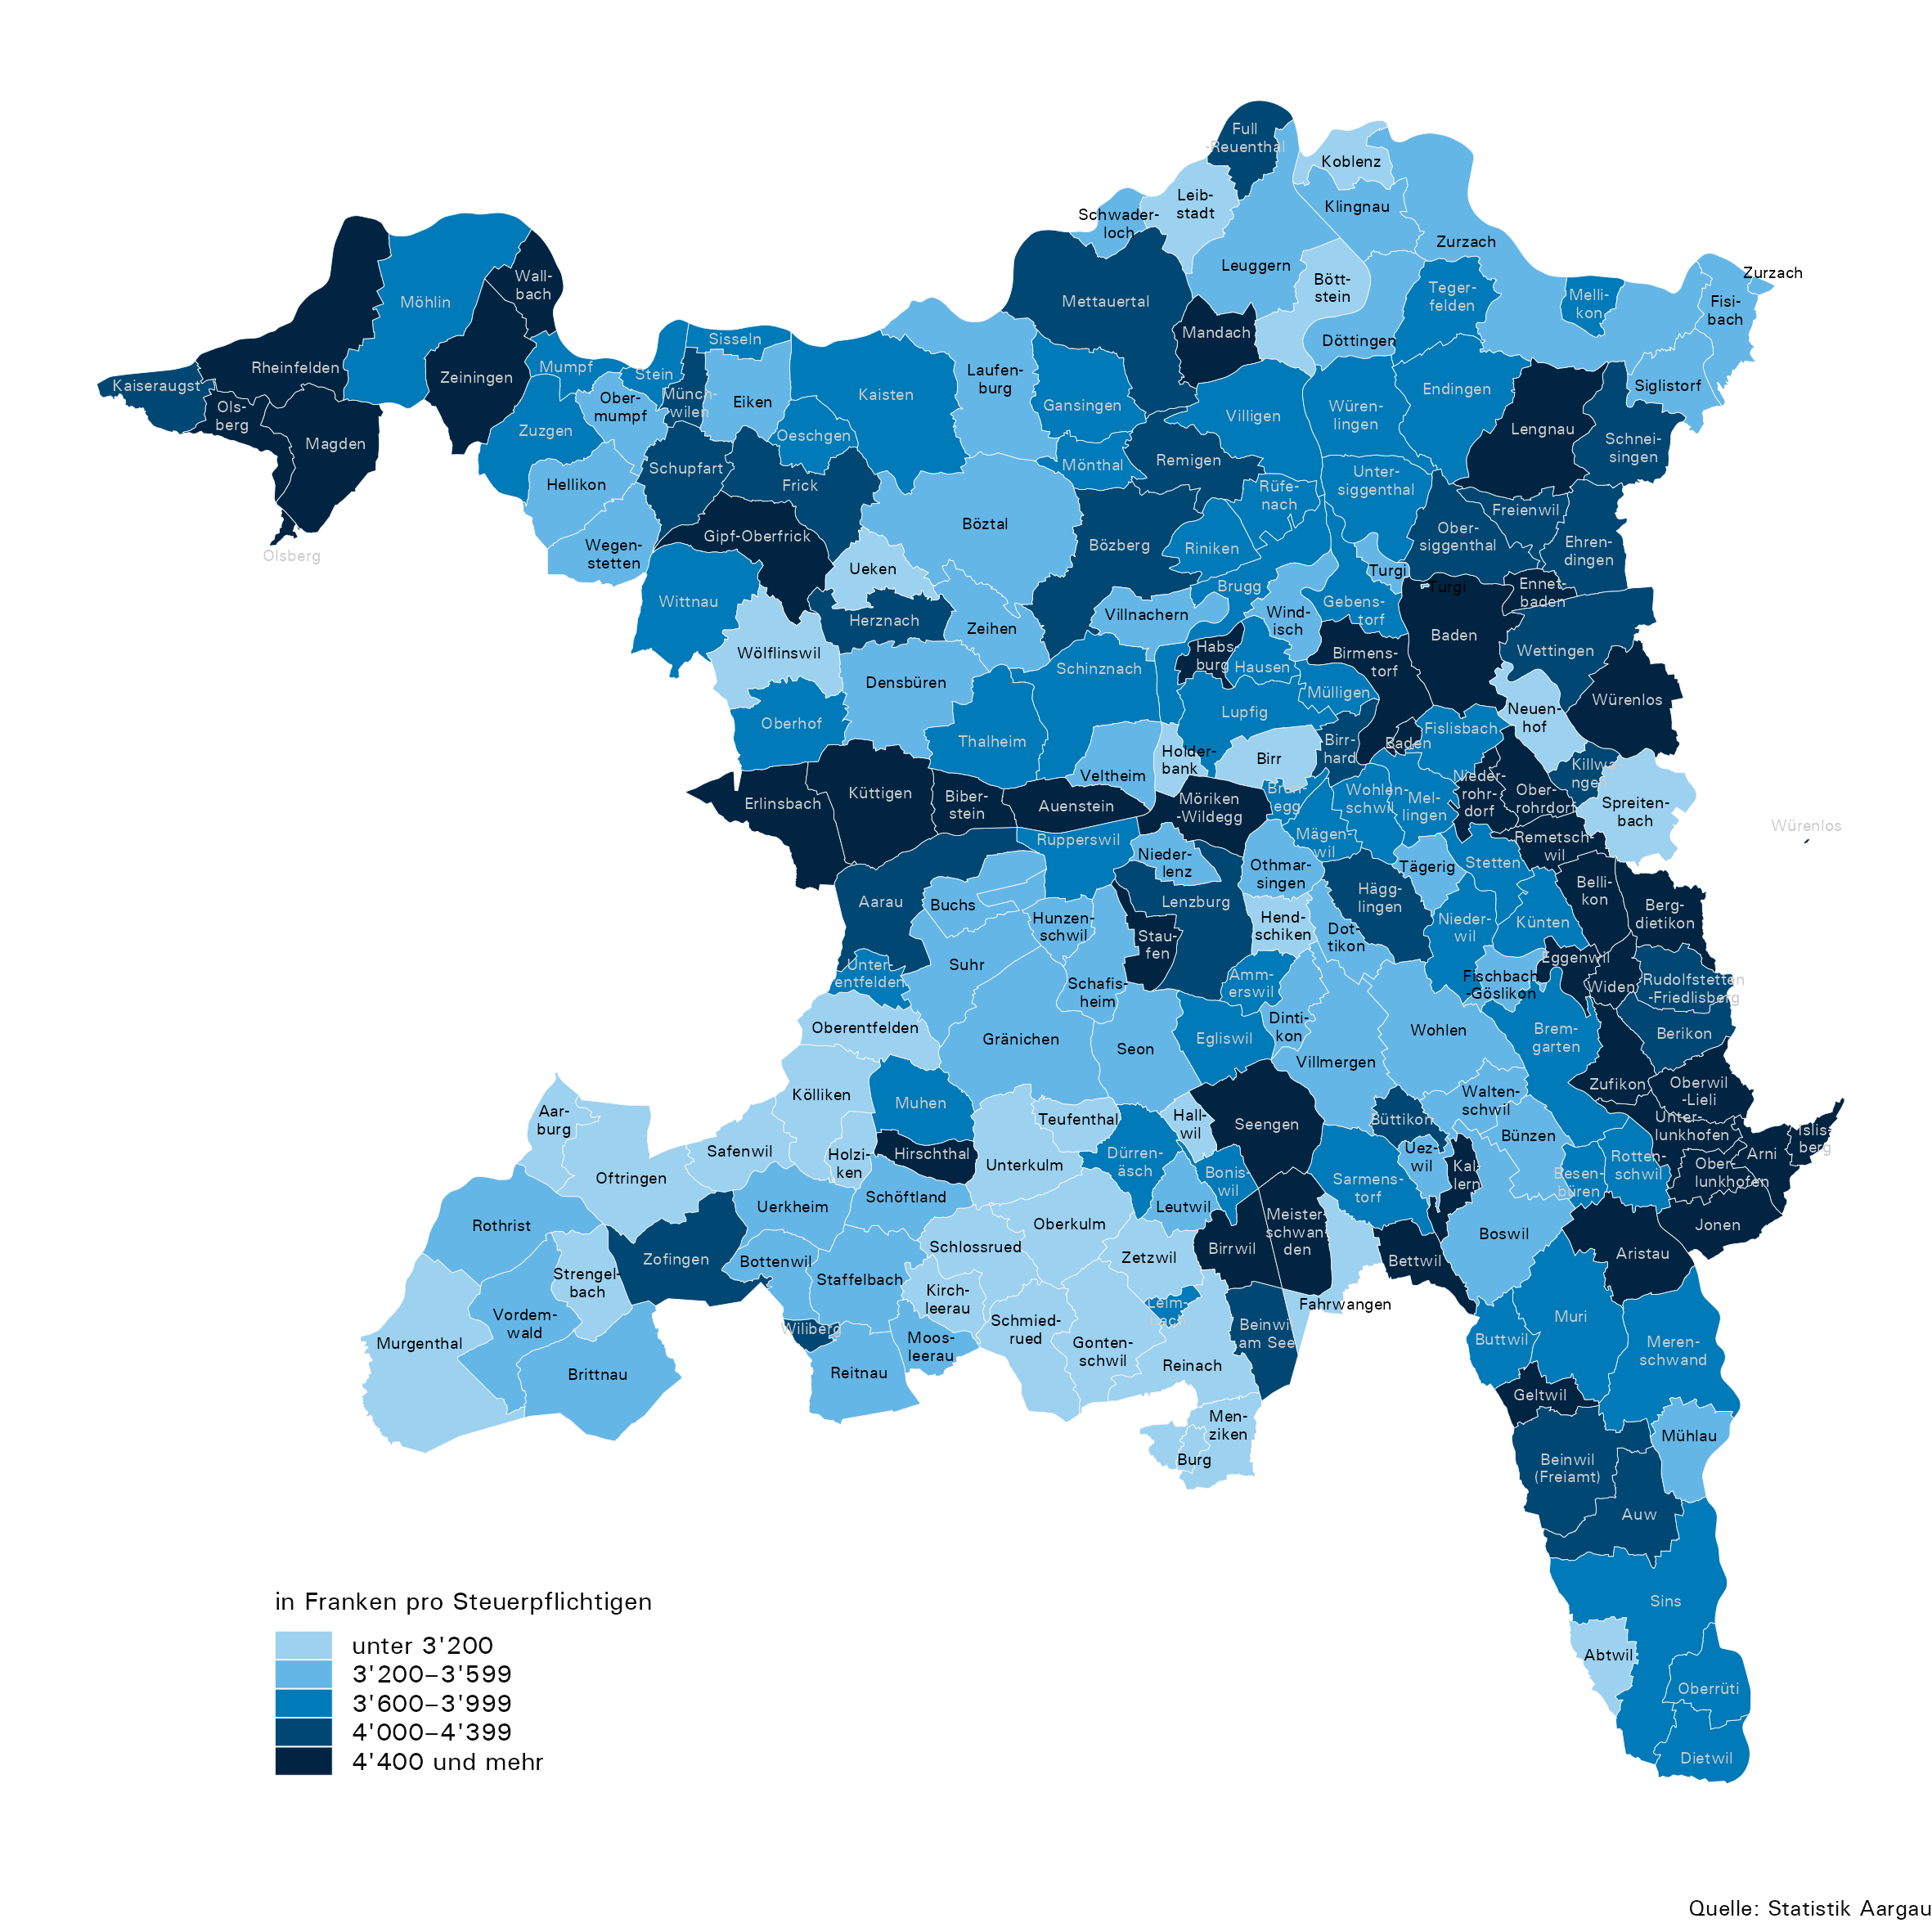 Full
-Reuenthal
Koblenz
Leib-
stadt
Klingnau
Schwader-
loch
Zurzach
Leuggern
Zurzach
Wall-
bach
Bött-
stein
Teger-
felden
Melli-
kon
Fisi-
bach
Möhlin
Mettauertal
Mandach
Döttingen
Sisseln
Rheinfelden
Mumpf
Stein
Zeiningen
Kaiseraugst
Laufen-
burg
Siglistorf
Endingen
Kaisten
Münch-
wilen
Eiken
Ober-
mumpf
Ols-
berg
Gansingen
Villigen
Würen-
lingen
Lengnau
Zuzgen
Oeschgen
Magden
Schnei-
singen
Mönthal
Remigen
Schupfart
Unter-
siggenthal
Hellikon
Frick
Rüfe-
nach
Freienwil
Böztal
Gipf-Oberfrick
Ober-
siggenthal
Ehren-
dingen
Bözberg
Riniken
Wegen-
stetten
Olsberg
Ueken
Turgi
Turgi
Brugg
Ennet-
baden
Wittnau
Villnachern
Gebens-
torf
Wind-
isch
Herznach
Zeihen
Baden
Wölflinswil
Habs-
burg
Birmens-
torf
Wettingen
Schinznach
Hausen
Densbüren
Mülligen
Würenlos
Oberhof
Lupfig
Neuen-
hof
Thalheim
Fislisbach
Birr-
hard
Baden
Holder-
bank
Birr
Veltheim
Killwa
ngen
Nieder-
rohr-
dorf
Ober-
rohrdorf
Küttigen
Erlinsbach
Biber-
stein
Auenstein
Möriken
-Wildegg
Brun-
egg
Wohlen-
schwil
Mel-
lingen
Spreiten-
bach
Würenlos
Rupperswil
Mägen-
wil
Remetsch-
wil
Nieder-
lenz
Othmar-
singen
Tägerig
Stetten
Aarau
Buchs
Lenzburg
Hägg-
lingen
Belli-
kon
Berg-
dietikon
Hunzen-
schwil
Hend-
schiken
Nieder-
wil
Künten
Stau-
fen
Dot-
tikon
Unter-
entfelden
Suhr
Eggenwil
Schafis-
heim
Amm-
erswil
Fischbach
-Göslikon
Widen
Rudolfstetten
-Friedlisberg
Oberentfelden
Gränichen
Seon
Egliswil
Dinti-
kon
Wohlen
Brem-
garten
Berikon
Villmergen
Zufikon
Oberwil
-Lieli
Kölliken
Muhen
Walten-
schwil
Aar-
burg
Teufenthal
Hall-
wil
Seengen
Büttikon
Bünzen
Unter-
lunkhofen
Islis-
berg
Safenwil
Holzi-
ken
Hirschthal
Unterkulm
Dürren-
äsch
Uez-
wil
Arni
Oftringen
Bonis-
wil
Sarmens-
torf
Kal-
lern
Besen-
büren
Rotten-
schwil
Ober-
lunkhofen
Schöftland
Uerkheim
Leutwil
Rothrist
Oberkulm
Meister-
schwan-
den
Boswil
Jonen
Schlossrued
Birrwil
Zofingen
Bottenwil
Zetzwil
Bettwil
Aristau
Strengel-
bach
Staffelbach
Kirch-
leerau
Leim-
bach
Fahrwangen
Vordem-
wald
Wiliberg
Schmied-
rued
Beinwil
am See
Muri
Murgenthal
Moos-
leerau
Gonten-
schwil
Buttwil
Meren-
schwand
Brittnau
Reitnau
Reinach
Geltwil
Men-
ziken
Mühlau
Burg
Beinwil
(Freiamt)
Auw
in Franken pro Steuerpflichtigen
Sins
unter 3'200
Abtwil
3'200–3'599
Oberrüti
3'600–3'999
4'000–4'399
Dietwil
4'400 und mehr
Quelle: Statistik Aargau